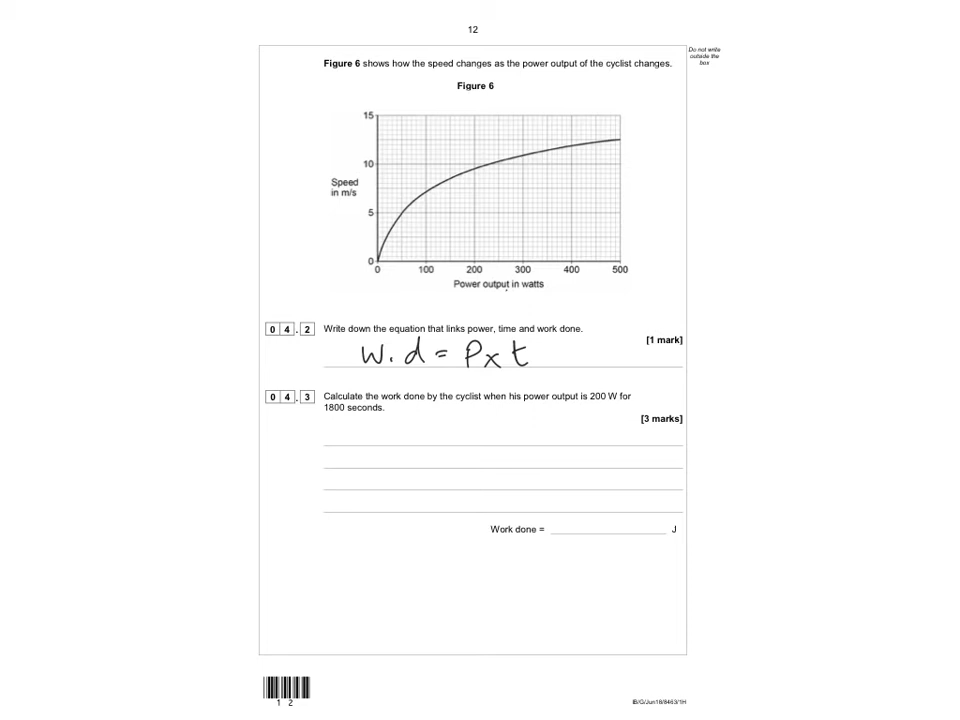 12
Do not write
outside the
box
Figure 6 shows how the speed changes as the power output of the cyclist changes.
Figure 6
15
10
Speed
in m/s
5
0
0 100 200 300 400 500
Power output in watts
0 4 . 2 Write down the equation that links power, time and work done.
[1 mark]
W.d = P x t
0 4 . 3 Calculate the work done by the cyclist when his power output is 200 W for
1800 seconds.
[3 marks]
Work done = J
1 2
IB/G/Jun18/8463/1H